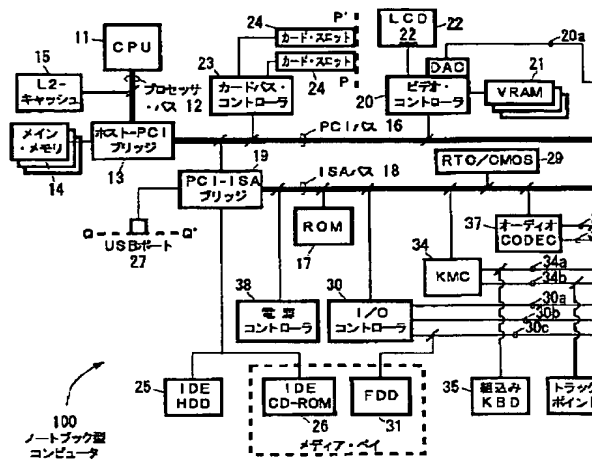 11
CPU
15
L2-
キャッシュ
プロセッサ
・バス 12
メイン
・メモリ
14
ホスト-PCI
ブリッジ
13
24
カード・スロット
P'
カード・スロット
P
24
23
カードバス・
コントローラ
LCD
22
22
DAC
20
ビデオ・
コントローラ
21
VRAM
20a
PCIバス 16
19
PCI-ISA
ブリッジ
ISAバス 18
RTC/CMOS
29
Q
Q'
USBポート
27
ROM
17
37
オーディオ
CODEC
34
KMC
34a
34b
38
電源
コントローラ
30
I/O
コントローラ
30a
30b
30c
25
IDE
HDD
IDE
CD-ROM
26
FDD
31
メディア・ベイ
35
組込み
KBD
トラック
ポイント
100
ノートブック型
コンピュータ